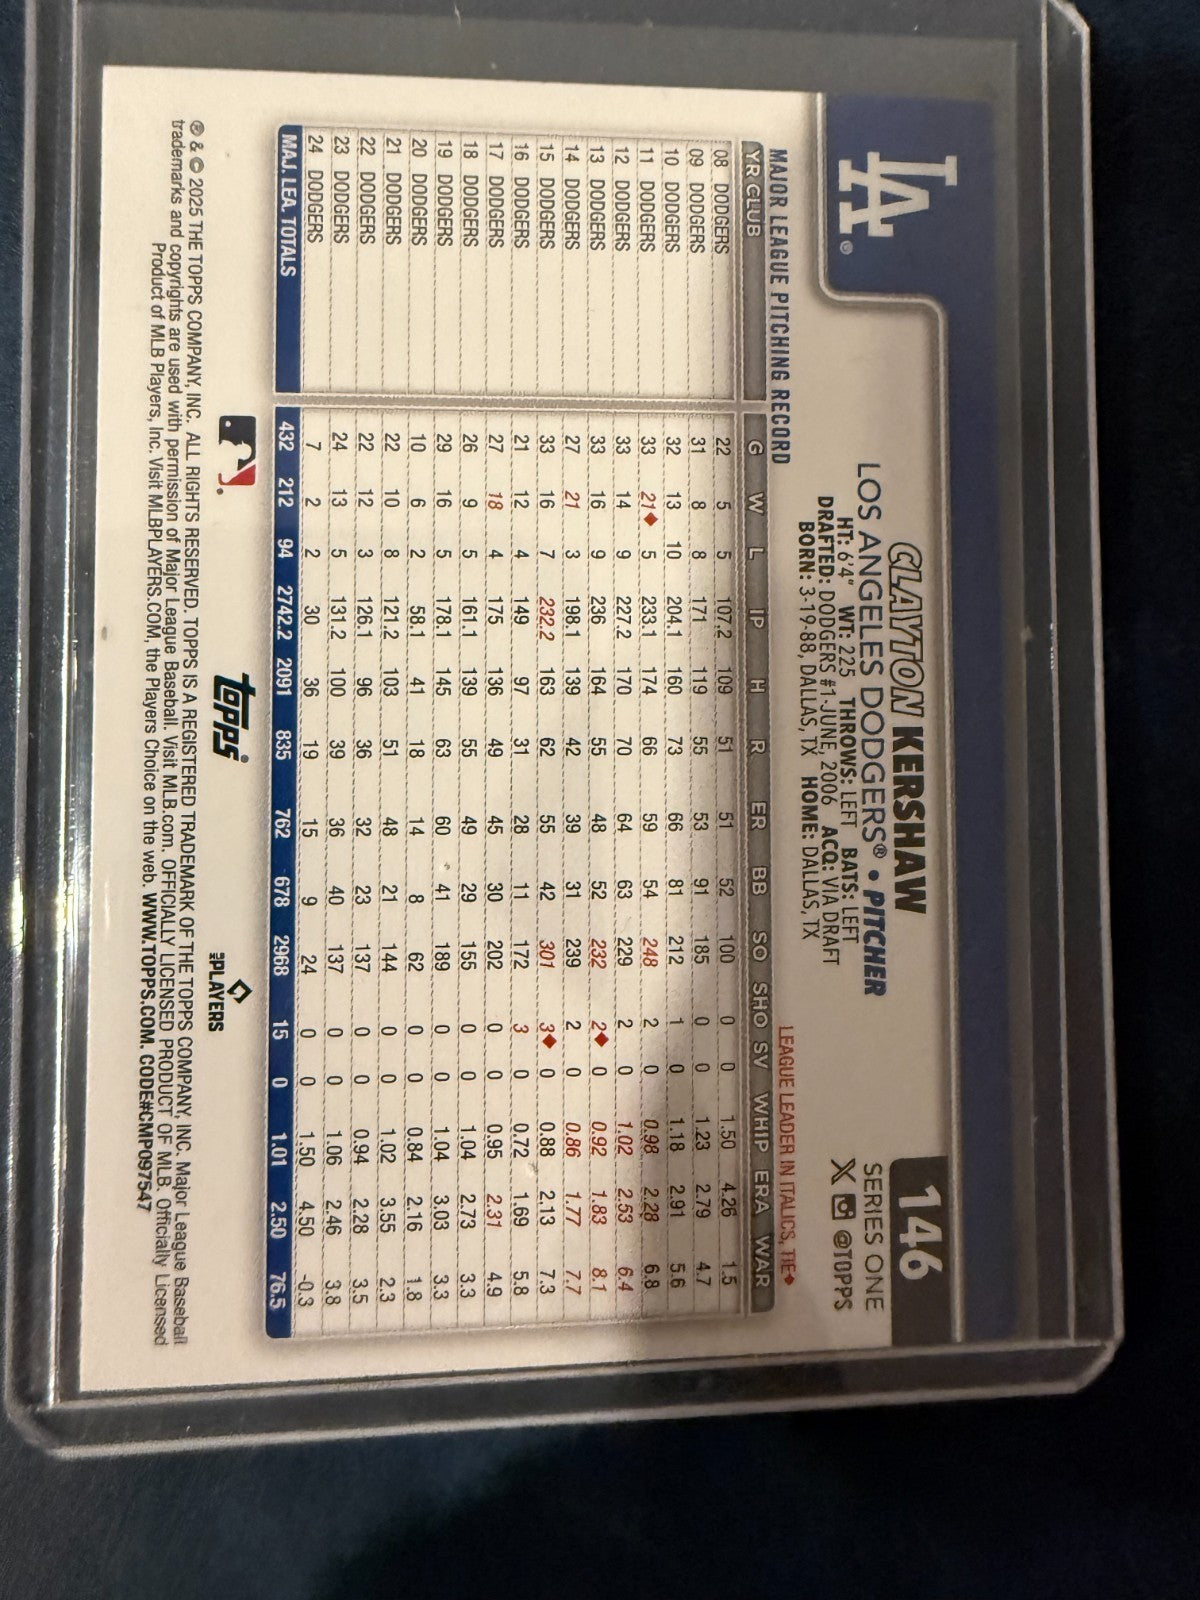 LA®
146
CLAYTON KERSHAW
SERIES ONE
LOS ANGELES DODGERS® • PITCHER
@TOPPS
HT: 6'4" WT: 225 THROWS: LEFT BATS: LEFT
DRAFTED: DODGERS #1-JUNE, 2006 ACQ: VIA DRAFT
BORN: 3-19-88, DALLAS, TX HOME: DALLAS, TX
MAJOR LEAGUE PITCHING RECORD LEAGUE LEADER IN ITALICS, TIE♦
YR CLUB G W L IP H R ER BB SO SHO SV WHIP ERA WAR
08 DODGERS 22 5 5 107.2 109 51 51 52 100 0 0 1.50 4.26 1.5
09 DODGERS 31 8 8 171 119 55 53 91 185 0 0 1.23 2.79 4.7
10 DODGERS 32 13 10 204.1 160 73 66 81 212 1 0 1.18 2.91 5.6
11 DODGERS 33 21♦ 5 233.1 174 66 59 54 248 2 0 0.98 2.28 6.8
12 DODGERS 33 14 9 227.2 170 70 64 63 229 2 0 1.02 2.53 6.4
13 DODGERS 33 16 9 236 164 55 48 52 232 2♦ 0 0.92 1.83 8.1
14 DODGERS 27 21 3 198.1 139 42 39 31 239 2 0 0.86 1.77 7.7
15 DODGERS 33 16 7 232.2 163 62 55 42 301 3♦ 0 0.88 2.13 7.3
16 DODGERS 21 12 4 149 97 31 28 11 172 3 0 0.72 1.69 5.8
17 DODGERS 27 18 4 175 136 49 45 30 202 0 0 0.95 2.31 4.9
18 DODGERS 26 9 5 161.1 139 55 49 29 155 0 0 1.04 2.73 3.3
19 DODGERS 29 16 5 178.1 145 63 60 41 189 0 0 1.04 3.03 3.3
20 DODGERS 10 6 2 58.1 41 18 14 8 62 0 0 0.84 2.16 1.8
21 DODGERS 22 10 8 121.2 103 51 48 21 144 0 0 1.02 3.55 2.3
22 DODGERS 22 12 3 126.1 96 36 32 23 137 0 0 0.94 2.28 3.5
23 DODGERS 24 13 5 131.2 100 39 36 40 137 0 0 1.06 2.46 3.8
24 DODGERS 7 2 2 30 36 19 15 9 24 0 0 1.50 4.50 -0.3
MAJ. LEA. TOTALS 432 212 94 2742.2 2091 835 762 678 2968 15 0 1.01 2.50 76.5
topps®
MLB PLAYERS
® & © 2025 THE TOPPS COMPANY, INC. ALL RIGHTS RESERVED. TOPPS IS A REGISTERED TRADEMARK OF THE TOPPS COMPANY, INC. Major League Baseball
trademarks and copyrights are used with permission of Major League Baseball. Visit MLB.com. OFFICIALLY LICENSED PRODUCT OF MLB. Officially Licensed
Product of MLB Players, Inc. Visit MLBPLAYERS.COM, the Players Choice on the web. WWW.TOPPS.COM. CODE#CMP097547